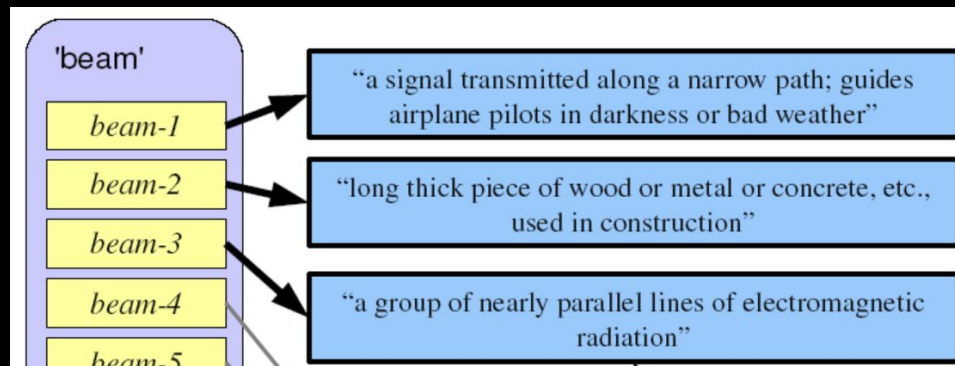 'beam'
beam-1
beam-2
beam-3
beam-4
beam-5
“a signal transmitted along a narrow path; guides
airplane pilots in darkness or bad weather”
“long thick piece of wood or metal or concrete, etc.,
used in construction”
“a group of nearly parallel lines of electromagnetic
radiation”